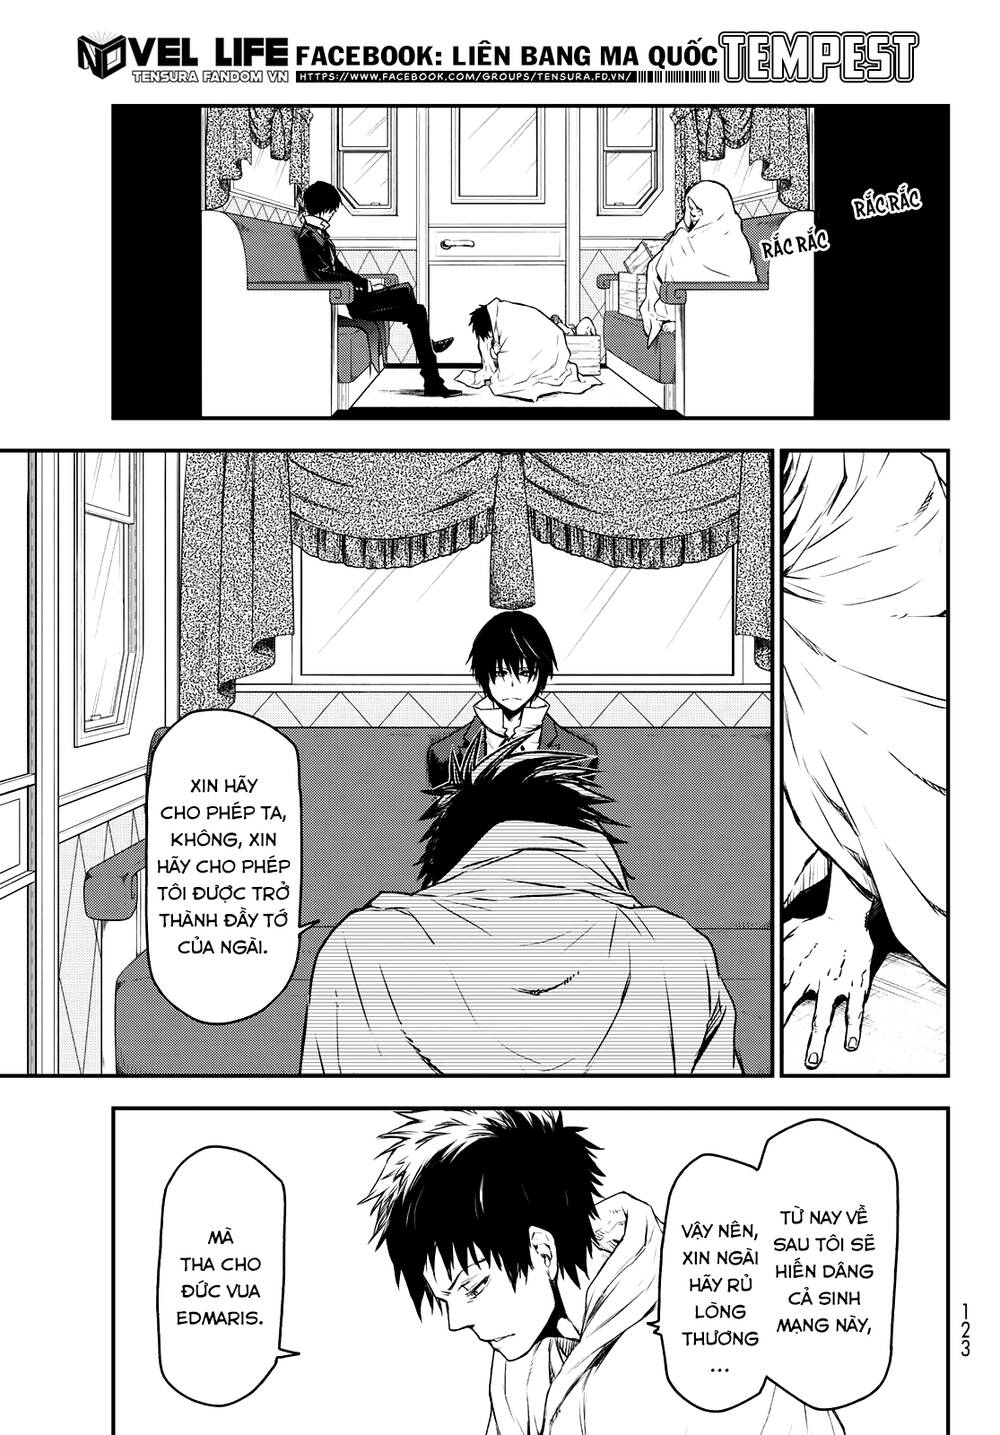 NOVEL LIFE
TENSURA FANDOM VN
FACEBOOK: LIÊN BANG MA QUỐC
HTTPS://WWW.FACEBOOK.COM/GROUPS/TENSURA.FD.VN/
TEMPEST
RẮC RẮC
RẮC RẮC
XIN HÃY
CHO PHÉP TA,
KHÔNG, XIN
HÃY CHO PHÉP
TÔI ĐƯỢC TRỞ
THÀNH ĐẦY TỚ
CỦA NGÀI.
TỪ NAY VỀ
SAU TÔI SẼ
HIẾN DÂNG
CẢ SINH
MẠNG NÀY,
VẬY NÊN,
XIN NGÀI
HÃY RỦ
LÒNG
THƯƠNG
...
MÀ
THA CHO
ĐỨC VUA
EDMARIS.
123